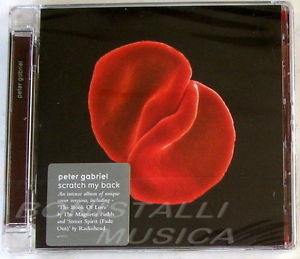 peter gabriel
peter gabriel
scratch my back
An intense album of unique
cover versions, including
'The Book Of Love'
by The Magnetic Fields
and 'Street Spirit (Fade
Out)' by Radiohead.
BONGTALLI
MUSICA